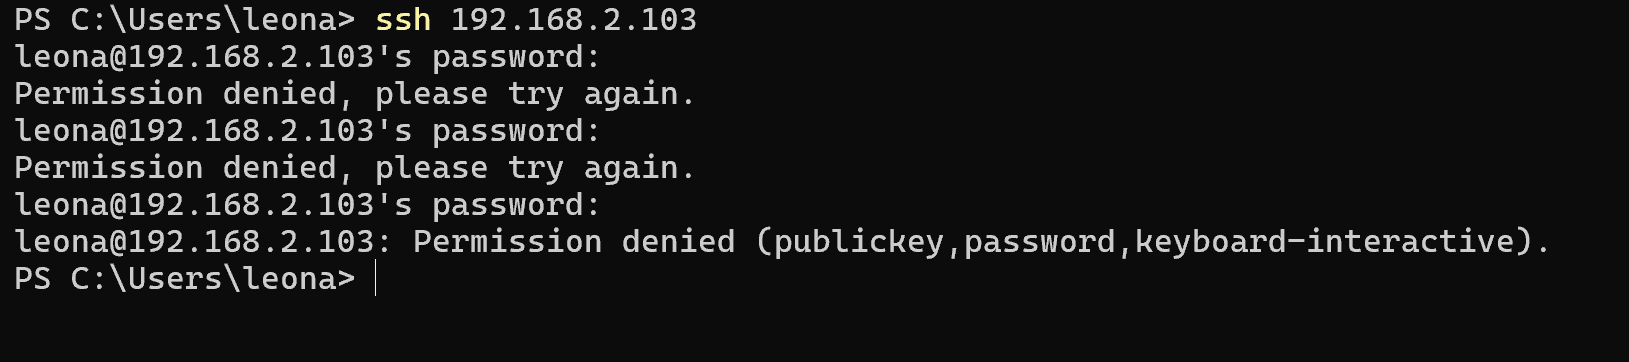 PS C:\Users\leona> ssh 192.168.2.103
leona@192.168.2.103's password:
Permission denied, please try again.
leona@192.168.2.103's password:
Permission denied, please try again.
leona@192.168.2.103's password:
leona@192.168.2.103: Permission denied (publickey,password,keyboard-interactive).
PS C:\Users\leona>